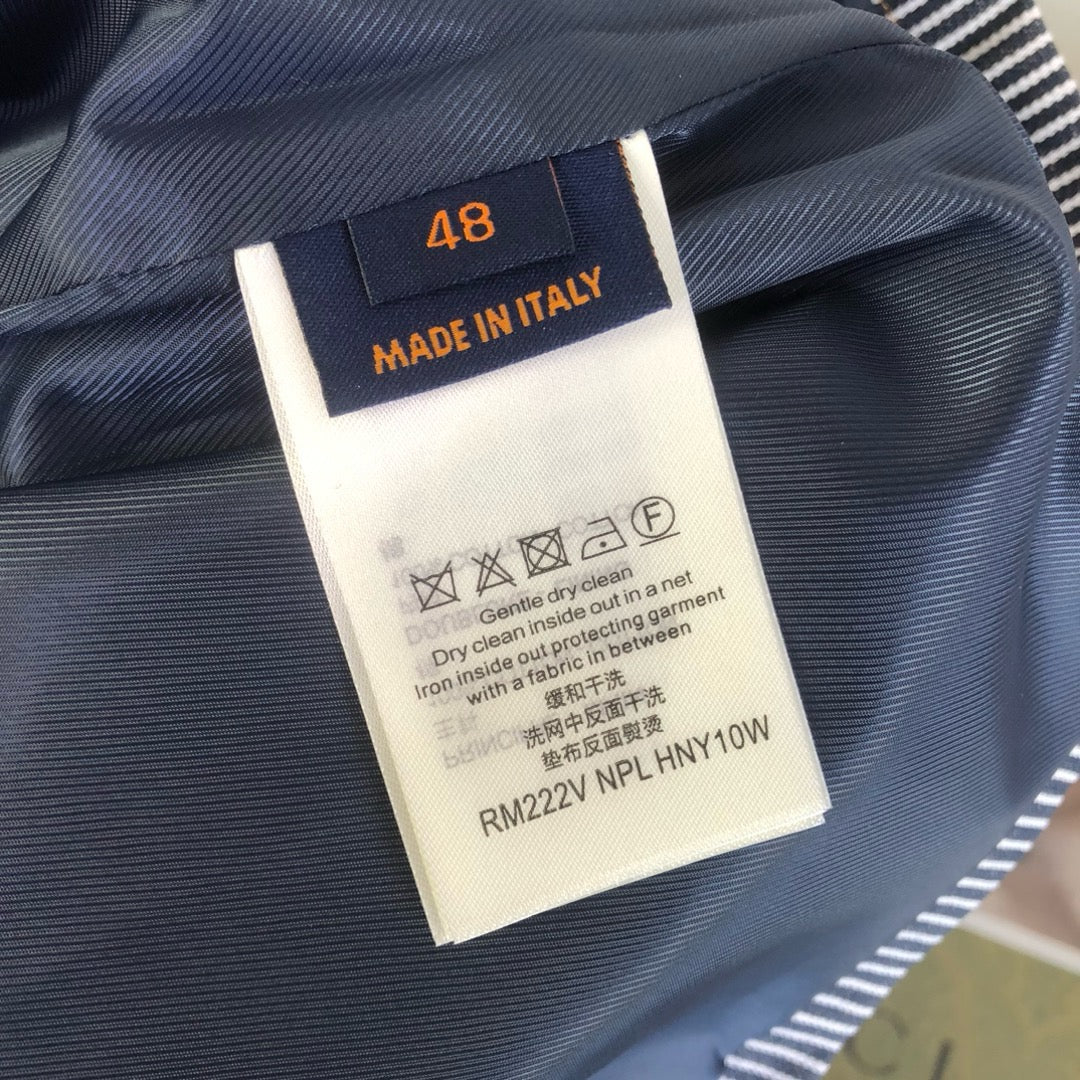 48
MADE IN ITALY
F
Gentle dry clean
Dry clean inside out in a net
Iron inside out protecting garment
with a fabric in between
缓和干洗
洗网中反面干洗
垫布反面熨烫
RM222V NPL HNY10W